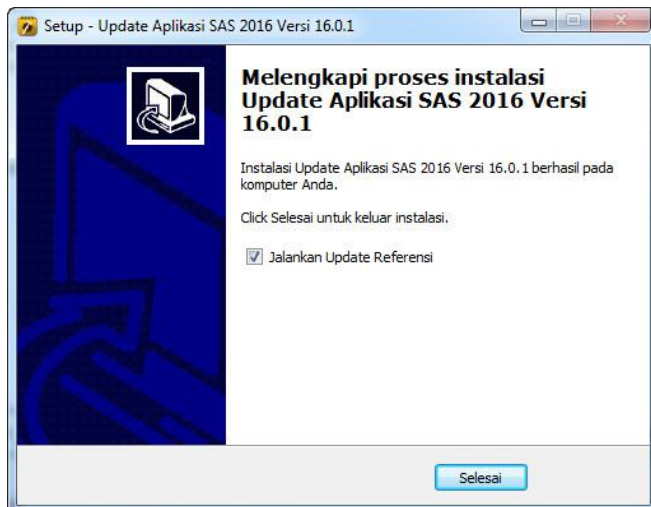 Setup - Update Aplikasi SAS 2016 Versi 16.0.1
Melengkapi proses instalasi
Update Aplikasi SAS 2016 Versi
16.0.1
Instalasi Update Aplikasi SAS 2016 Versi 16.0.1 berhasil pada
komputer Anda.
Click Selesai untuk keluar instalasi.
Jalankan Update Referensi
Selesai